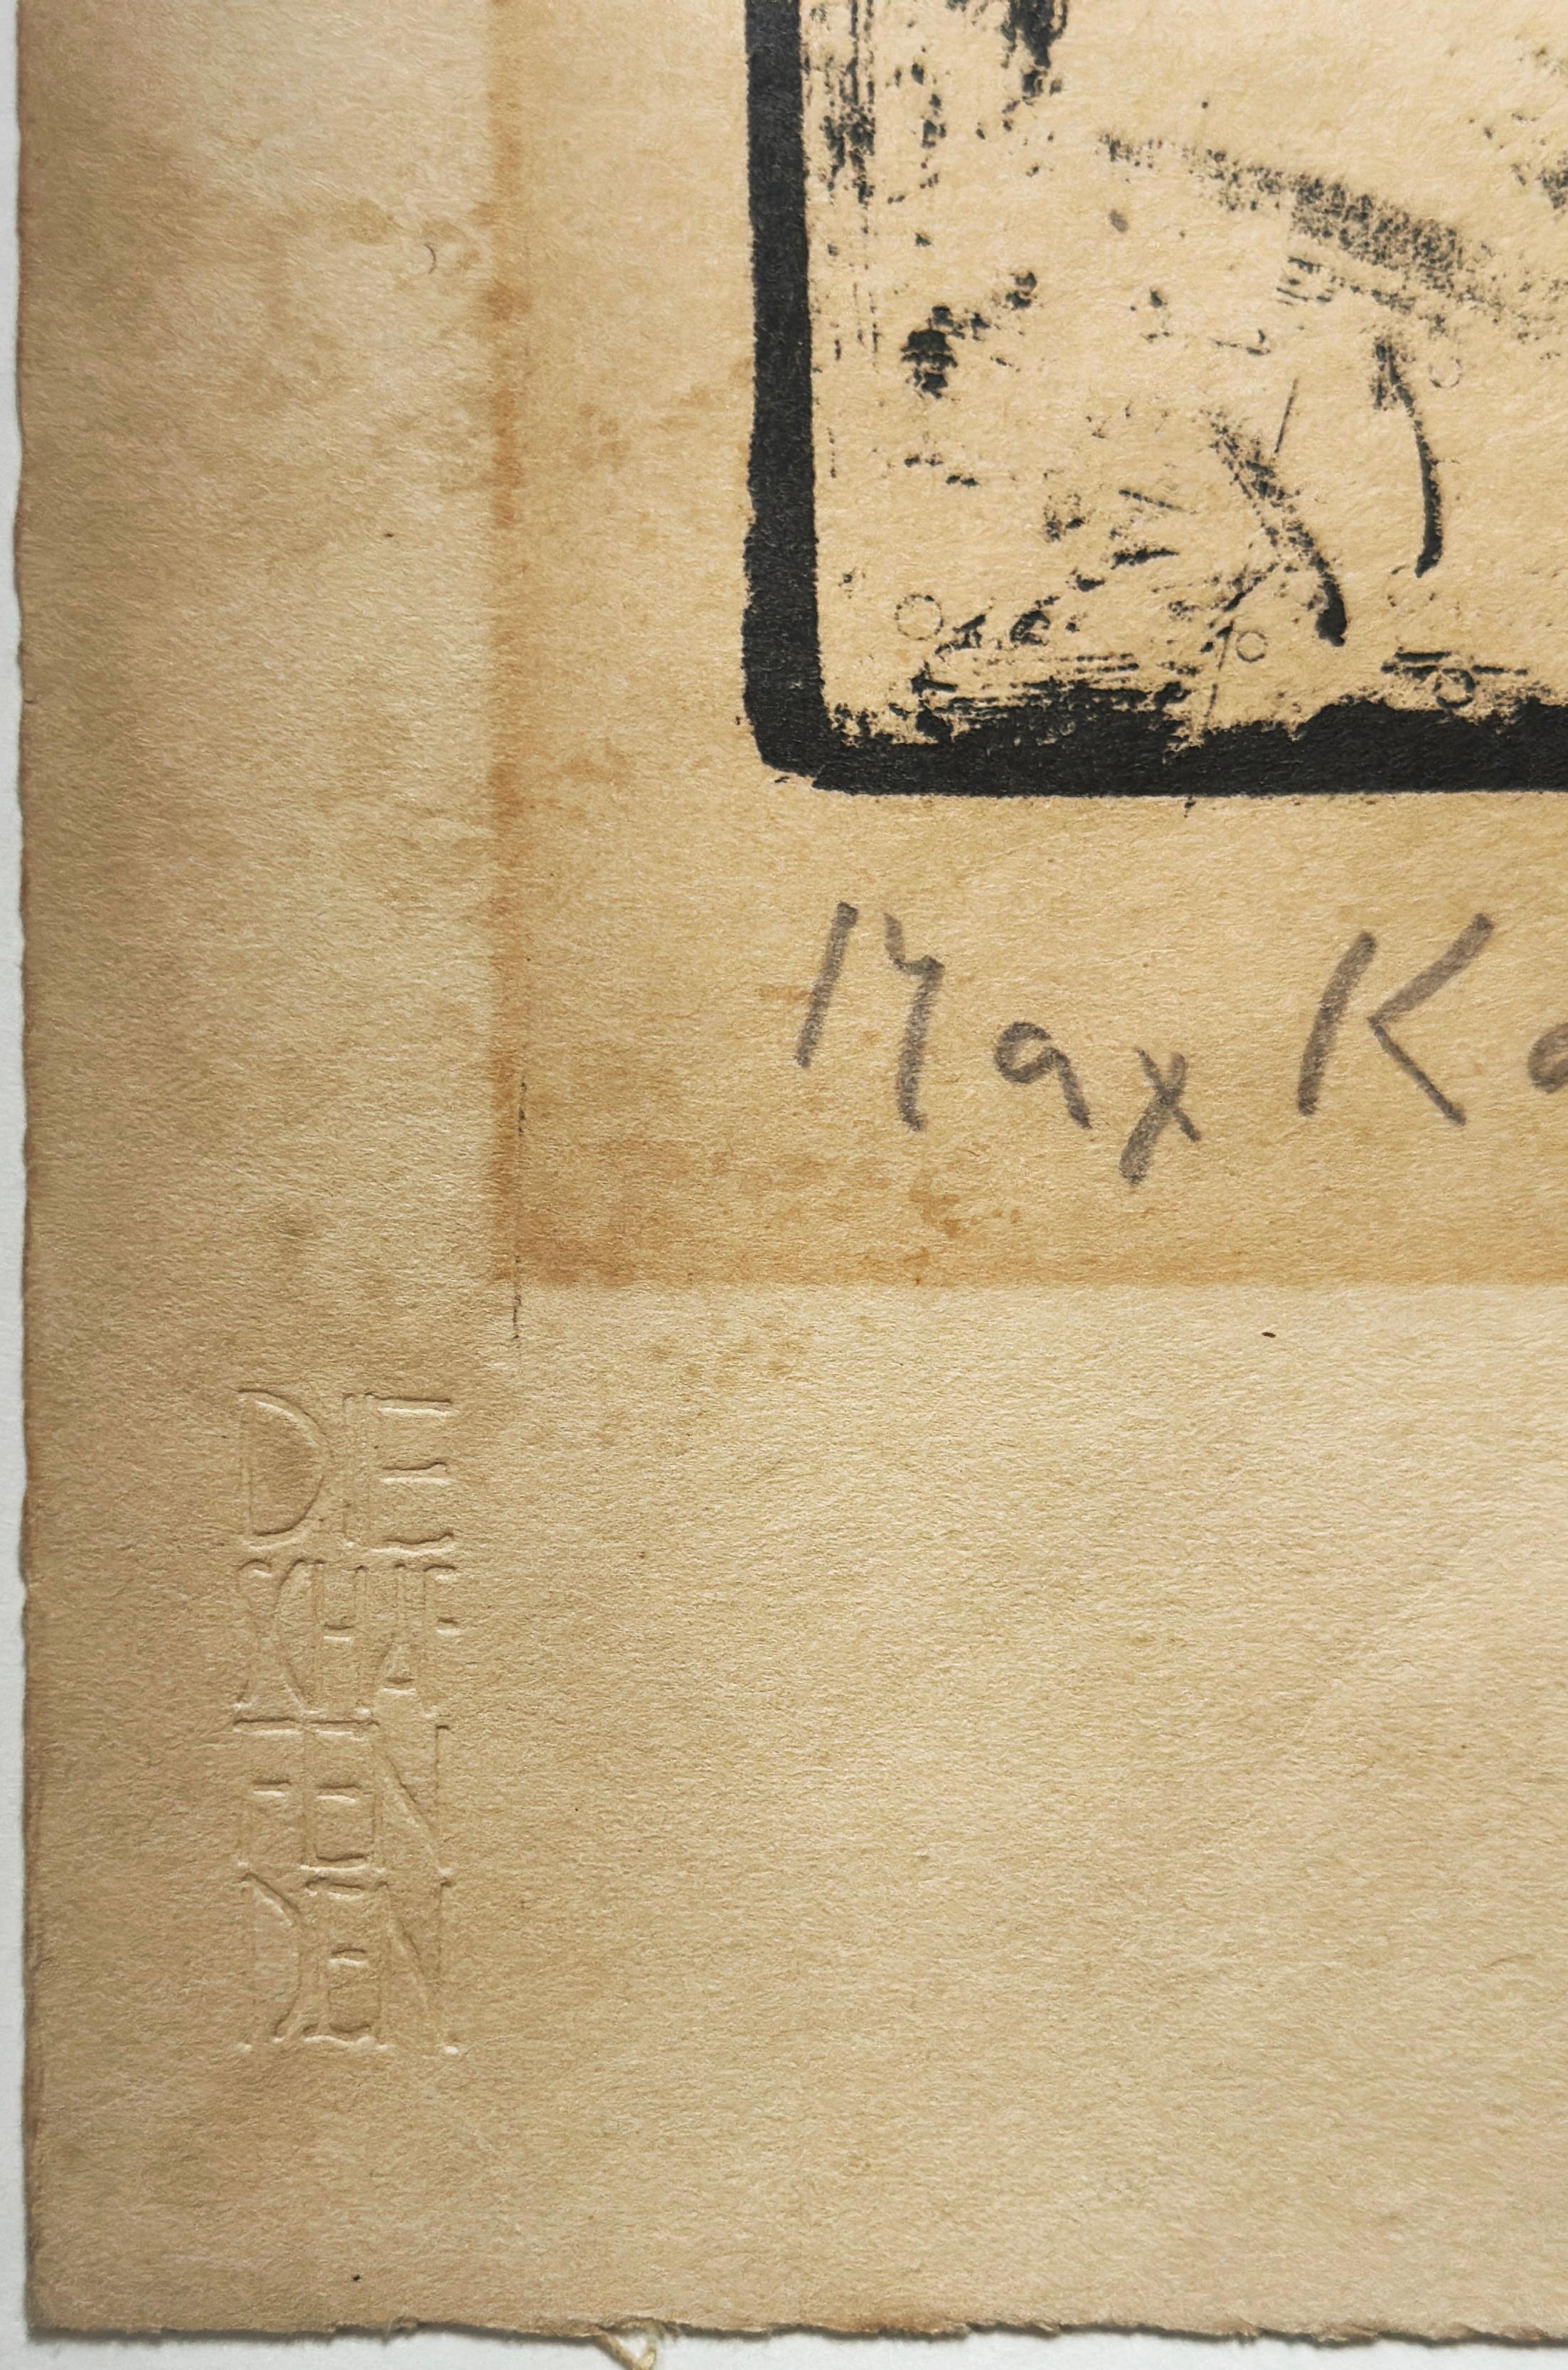 Max Ka
DIE
SCHAF
FEN
DEN